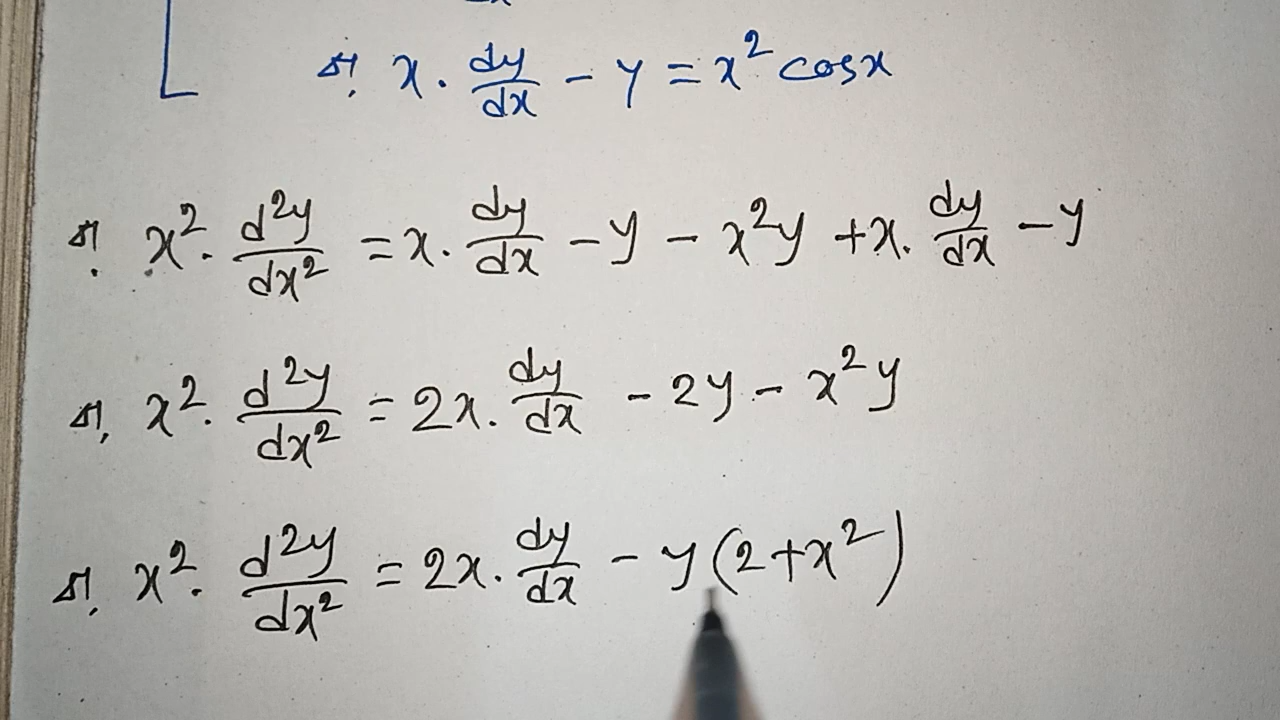 বা, x · dy/dx - y = x² cosx
বা, x² · d²y/dx² = x · dy/dx - y - x²y + x · dy/dx - y
বা, x² · d²y/dx² = 2x · dy/dx - 2y - x²y
বা, x² · d²y/dx² = 2x · dy/dx - y(2+x²)